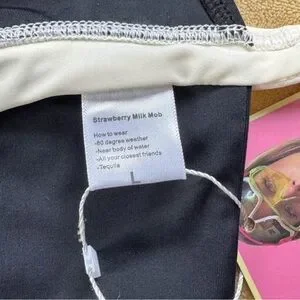 Strawberry Milk Mob
How to wear
-80 degree weather
-Near body of water
-All your closest friends
-Tequila
L